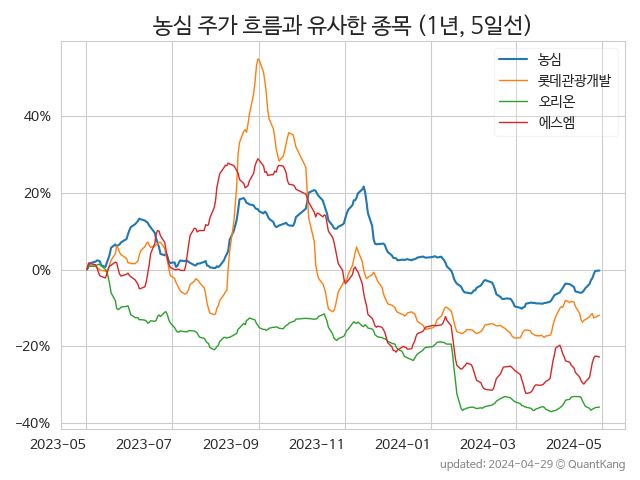 농심 주가 흐름과 유사한 종목 (1년, 5일선)
농심
롯데관광개발
오리온
에스엠
40%
20%
0%
−20%
−40%
2023-05 2023-07 2023-09 2023-11 2024-01 2024-03 2024-05
updated: 2024-04-29 © QuantKang